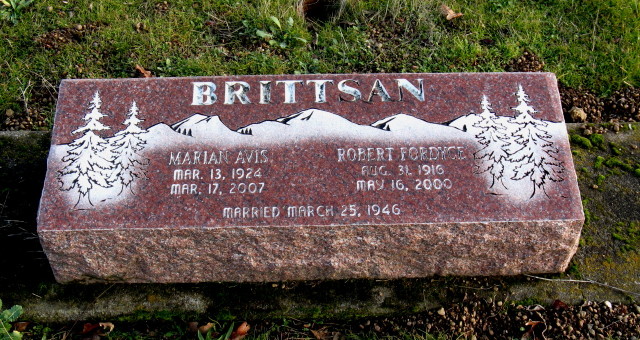 BRITTSAN
MARIAN AVIS
MAR. 13, 1924
MAR. 17, 2007
ROBERT FORDYCE
AUG. 31, 1916
MAY 16, 2000
MARRIED MARCH 25, 1946